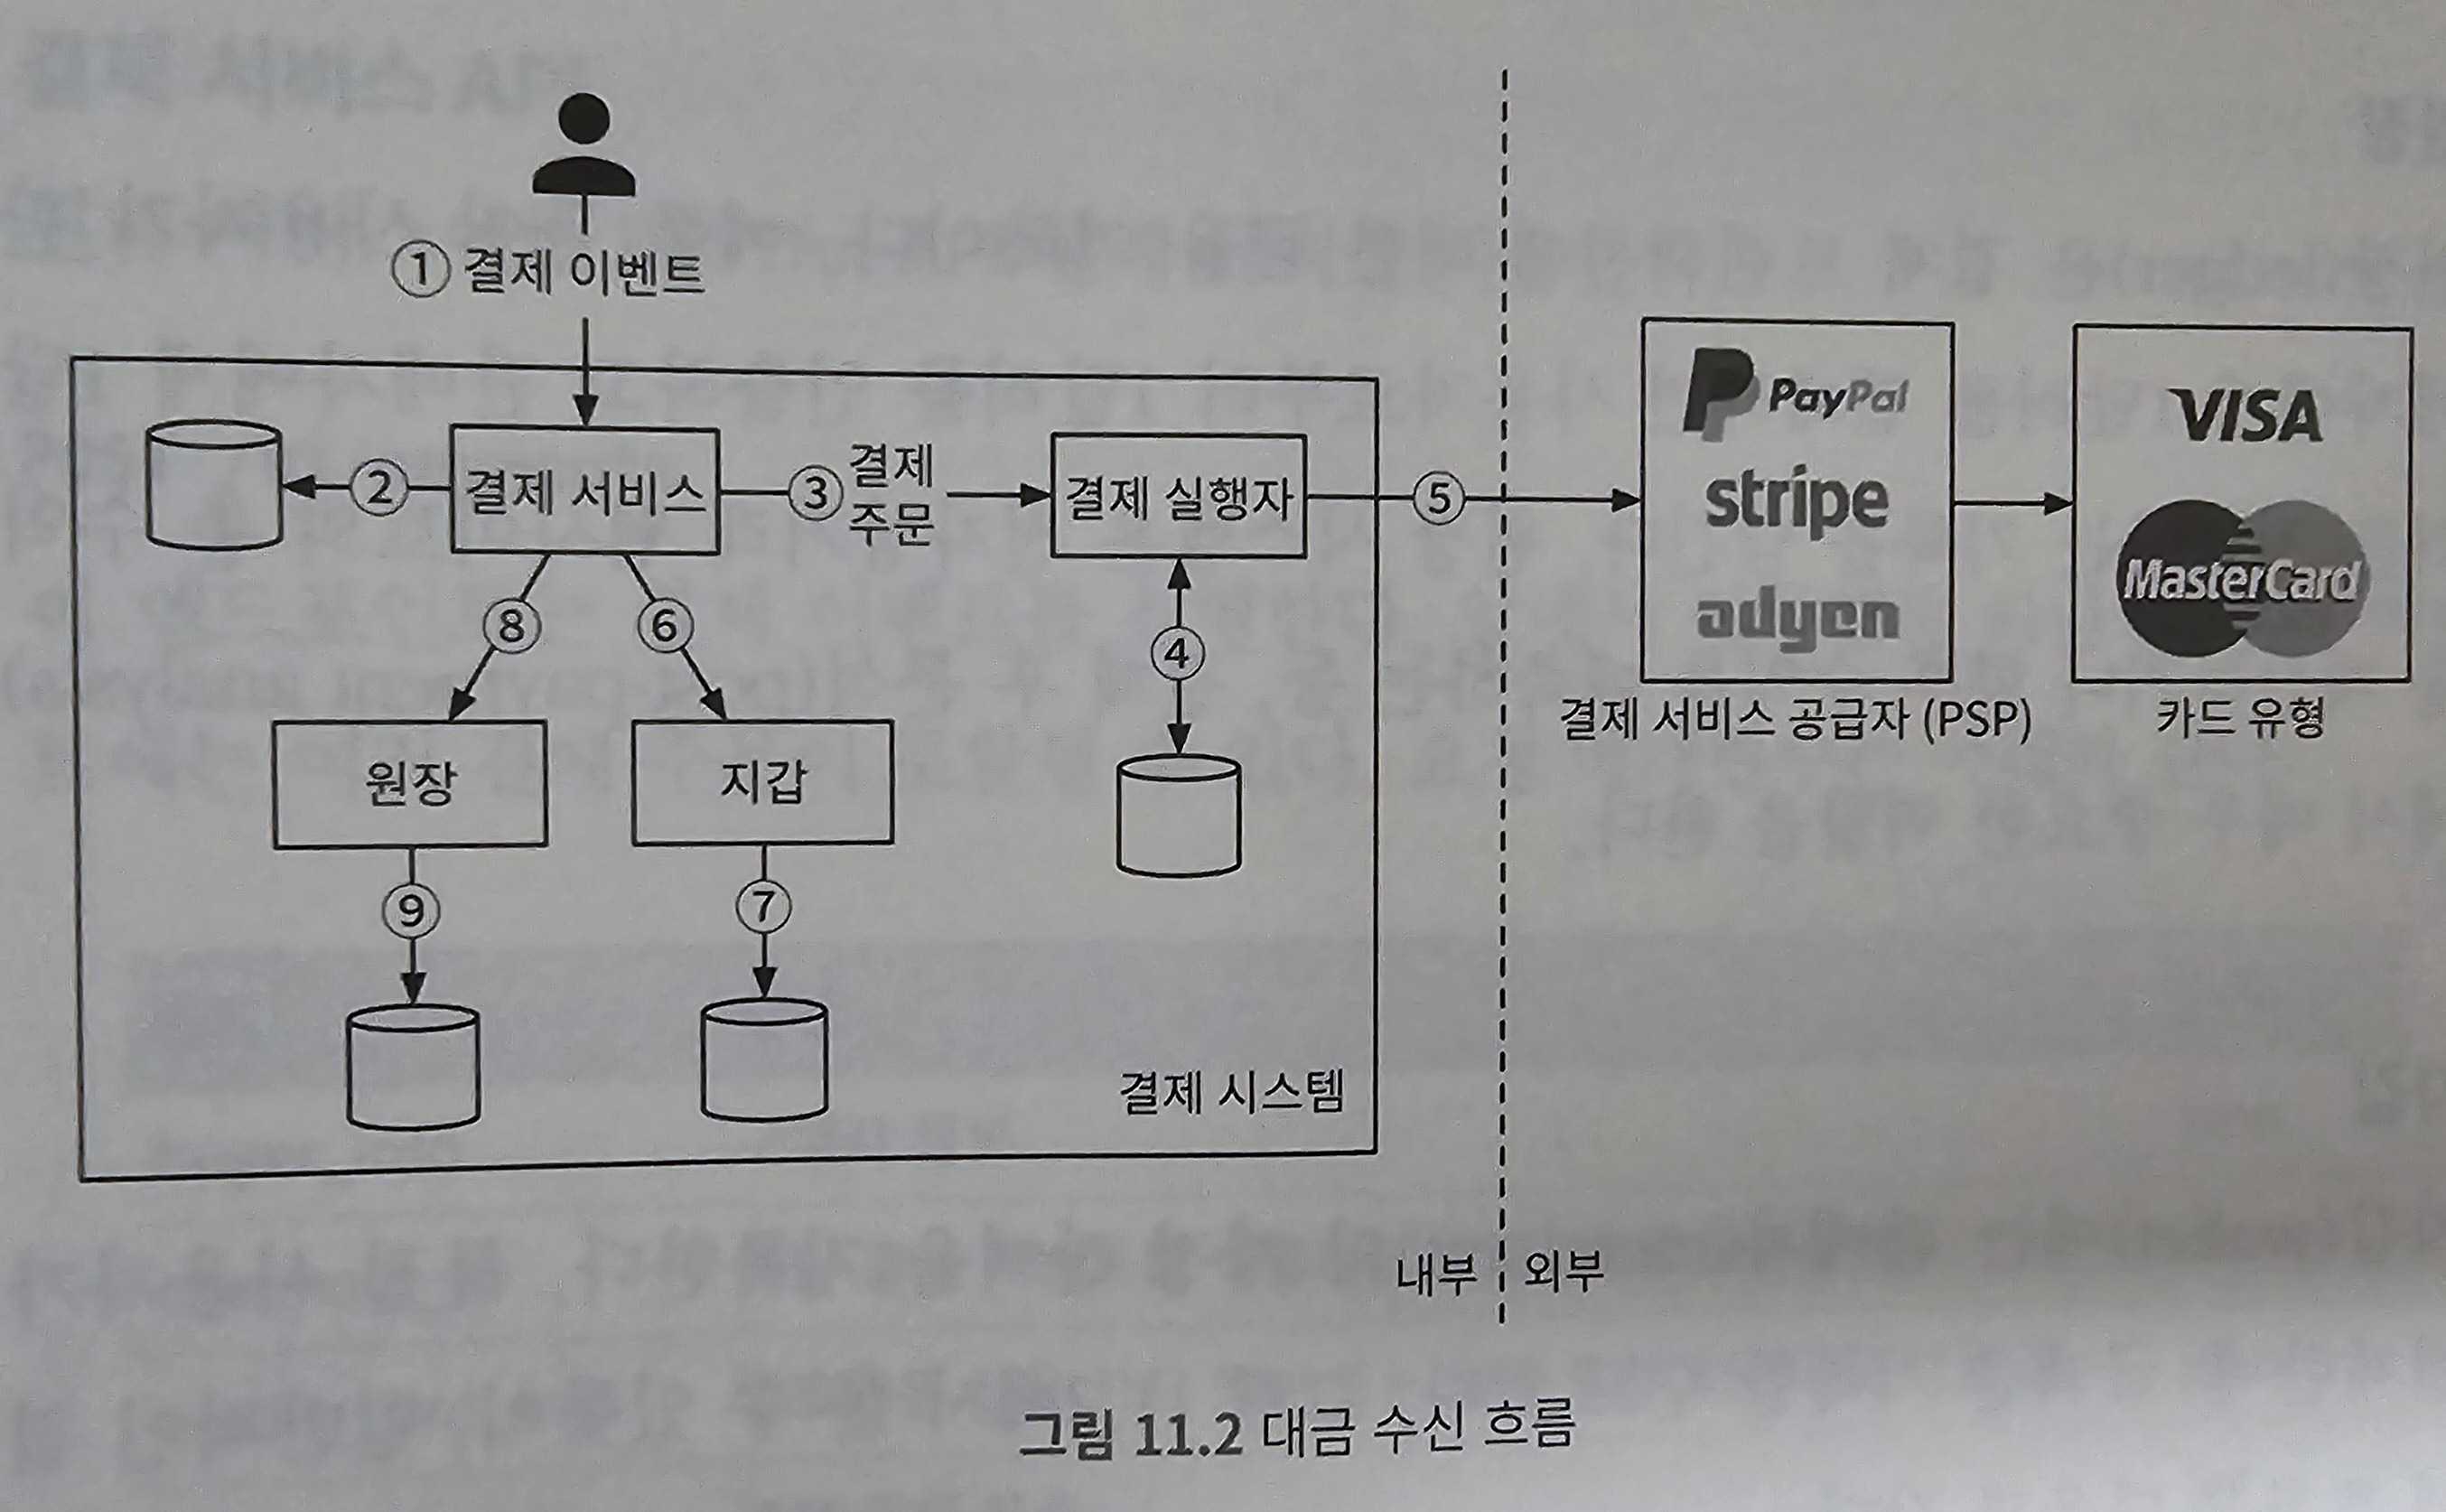 ① 결제 이벤트
② 결제 서비스 ③ 결제 주문 결제 실행자 ⑤
PayPal
stripe
adyen
결제 서비스 공급자 (PSP)
VISA
MasterCard
카드 유형
⑧ ⑥ ④
원장 지갑
⑨ ⑦
결제 시스템
내부 외부
그림 11.2 대금 수신 흐름